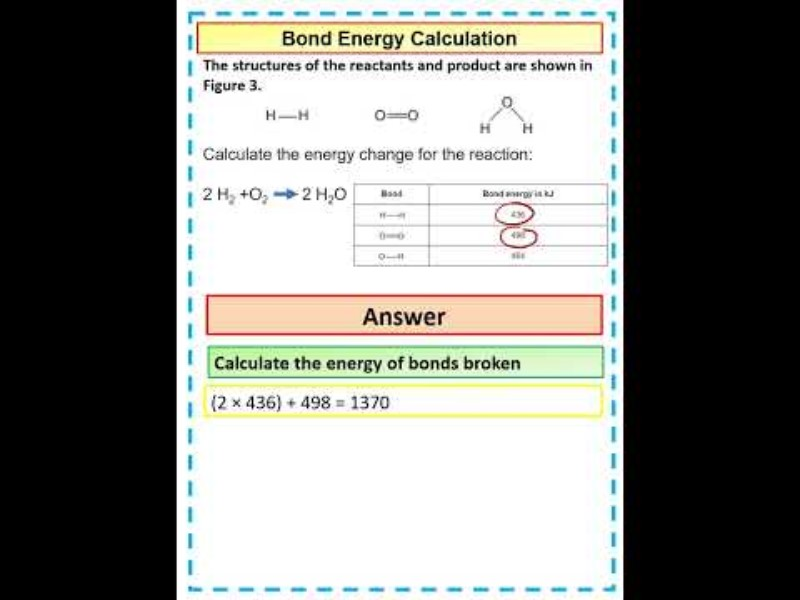 Bond Energy Calculation
The structures of the reactants and product are shown in
Figure 3.
H—H O=O O
H H
Calculate the energy change for the reaction:
2 H₂ +O₂ ➡ 2 H₂O
Bond Bond energy in kJ
H—H 436
O=O 498
O—H
Answer
Calculate the energy of bonds broken
(2 × 436) + 498 = 1370